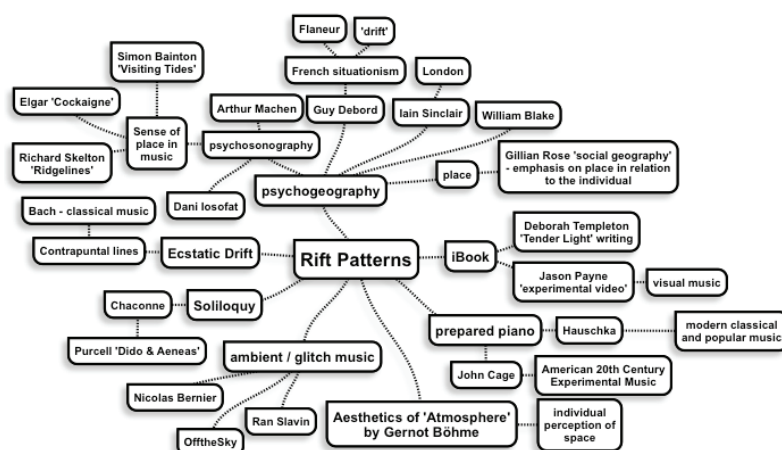 Flaneur
'drift'
Simon Bainton
'Visiting Tides'
French situationism
London
Elgar 'Cockaigne'
Arthur Machen
Guy Debord
Iain Sinclair
William Blake
Sense of
place in
music
psychosonography
Richard Skelton
'Ridgelines'
Gillian Rose 'social geography'
- emphasis on place in relation
to the individual
place
psychogeography
Dani Iosofat
Bach - classical music
Deborah Templeton
'Tender Light' writing
Contrapuntal lines
Ecstatic Drift
Rift Patterns
iBook
Jason Payne
'experimental video'
visual music
Chaconne
Soliloquy
prepared piano
Hauschka
modern classical
and popular music
Purcell 'Dido & Aeneas'
ambient / glitch music
John Cage
American 20th Century
Experimental Music
Nicolas Bernier
Ran Slavin
OfftheSky
Aesthetics of 'Atmosphere'
by Gernot Böhme
individual
perception of
space